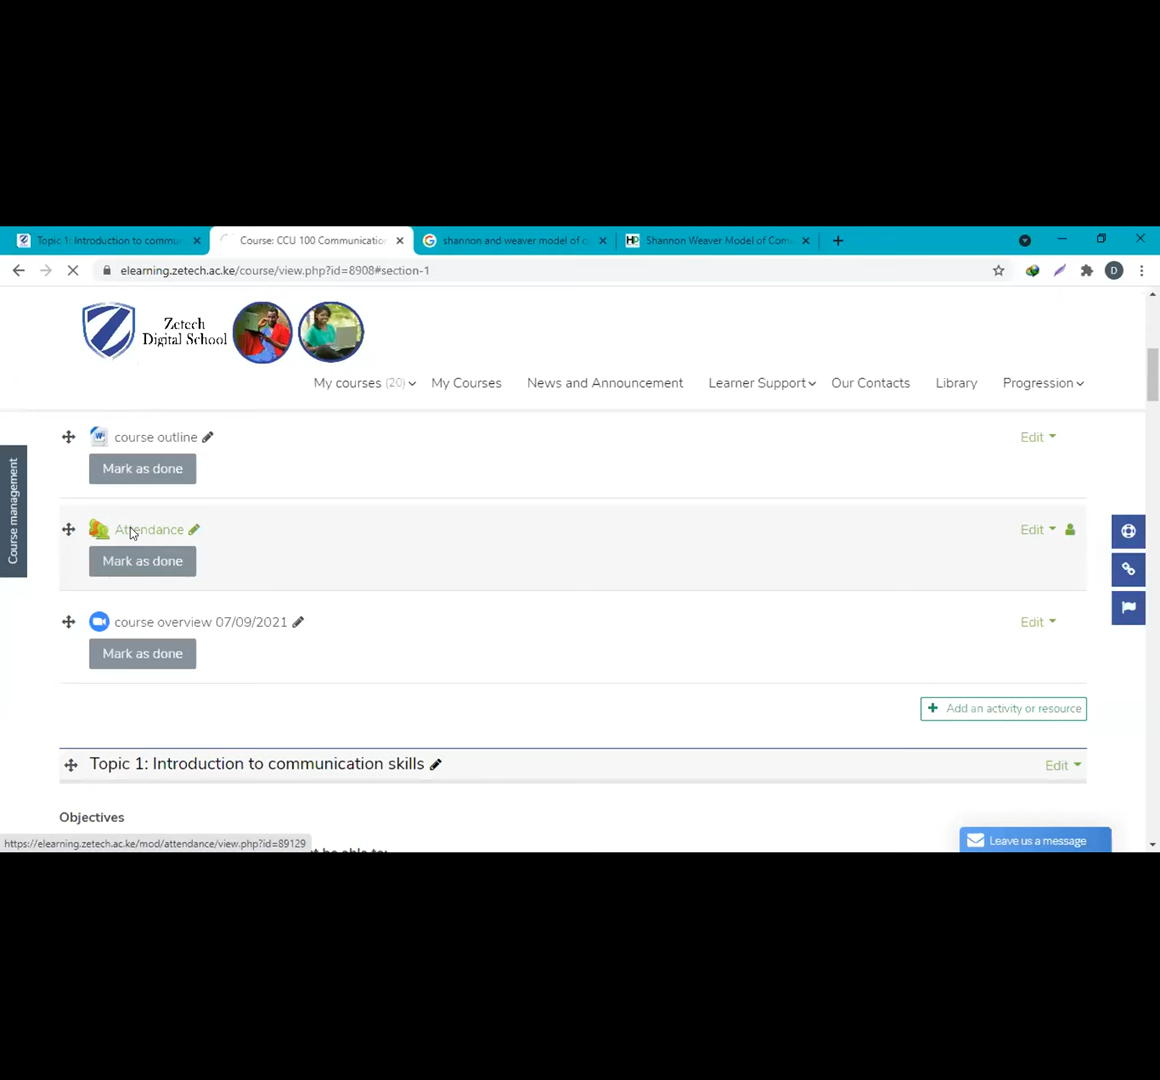 Topic 1: Introduction to commun
Course: CCU 100 Communication
shannon and weaver model of c
Shannon Weaver Model of Com
elearning.zetech.ac.ke/course/view.php?id=8908#section-1
D
Zetech
Digital School
My courses (20)
My Courses
News and Announcement
Learner Support
Our Contacts
Library
Progression
Course management
course outline
Edit
Mark as done
Attendance
Edit
Mark as done
course overview 07/09/2021
Edit
Mark as done
+ Add an activity or resource
Topic 1: Introduction to communication skills
Edit
Objectives
https://elearning.zetech.ac.ke/mod/attendance/view.php?id=89129
Leave us a message